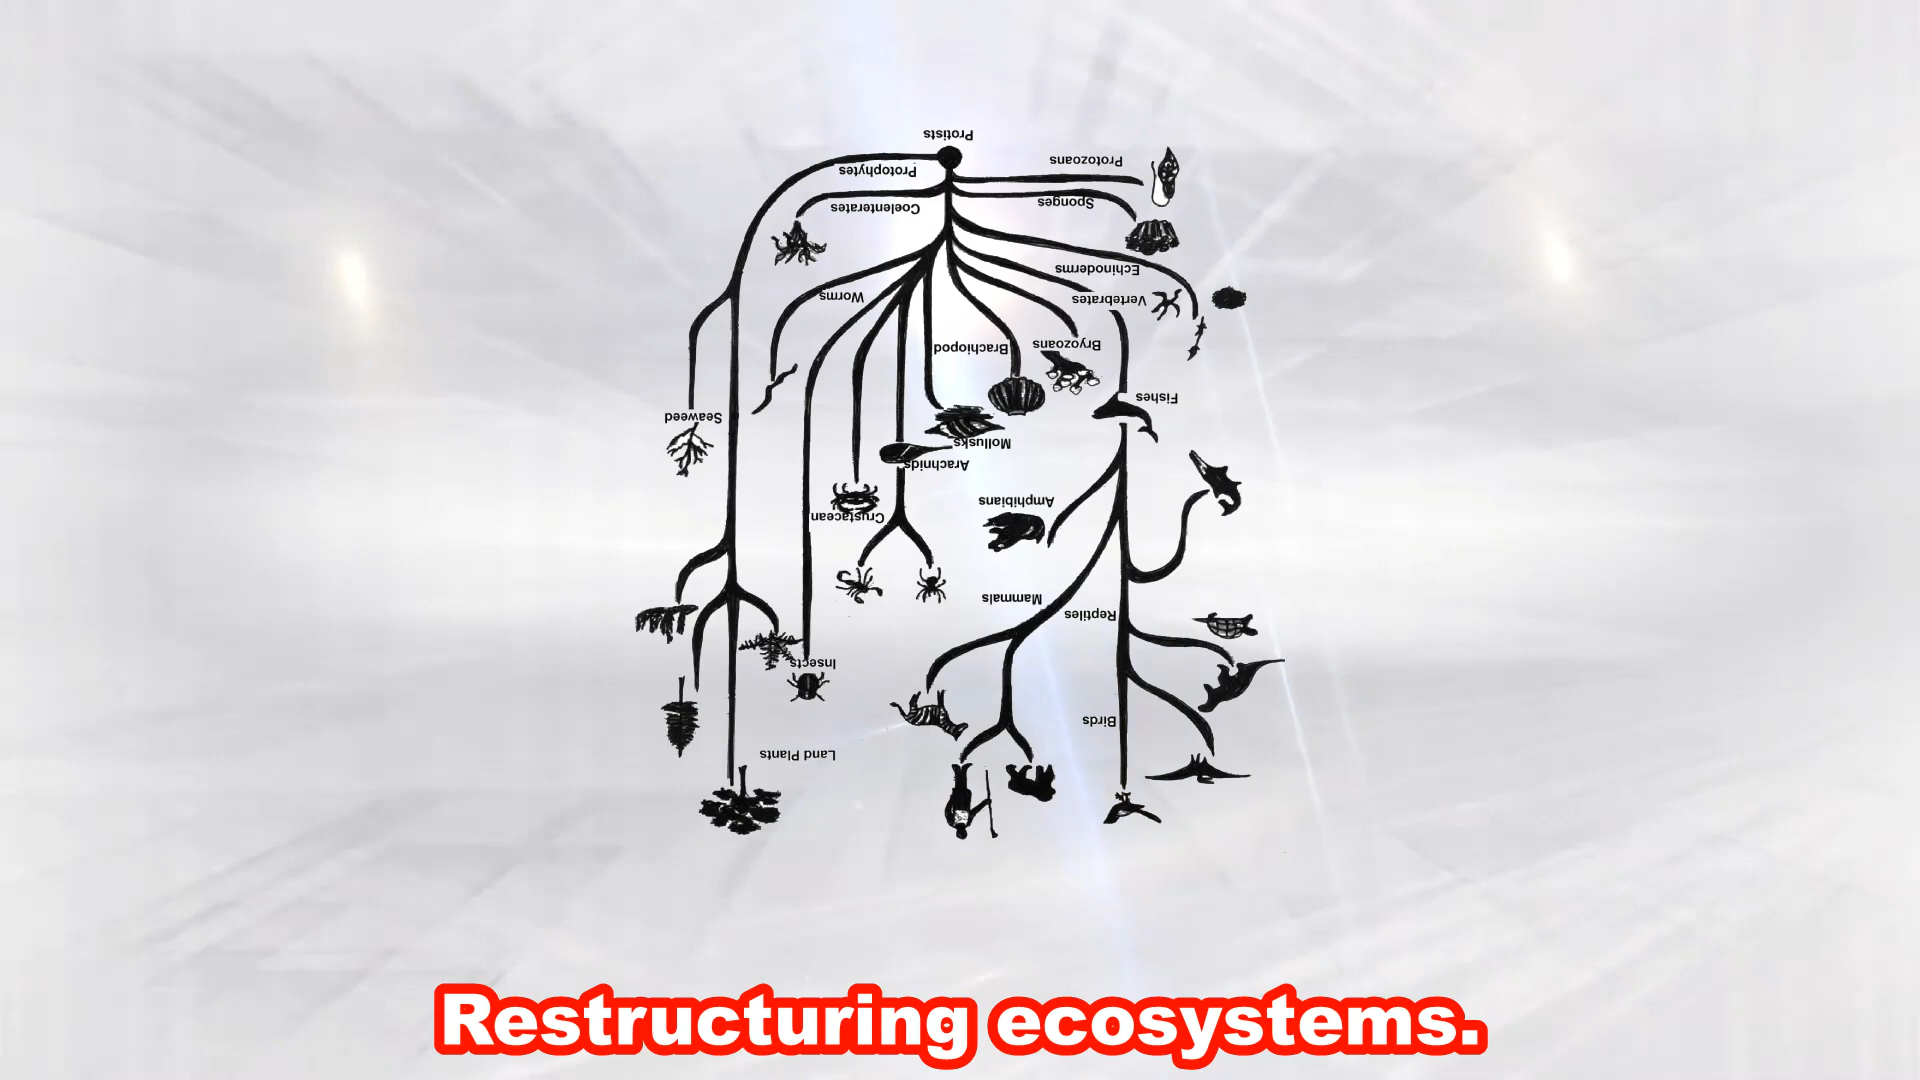 Protists
Protozoans
Protophytes
Sponges
Coelenterates
Echinoderms
Worms
Vertebrates
Bryozoans
Brachiopod
Fishes
Seaweed
Mollusks
Arachnids
Amphibians
Crustacean
Mammals
Reptiles
Insects
Birds
Land Plants
Restructuring ecosystems.